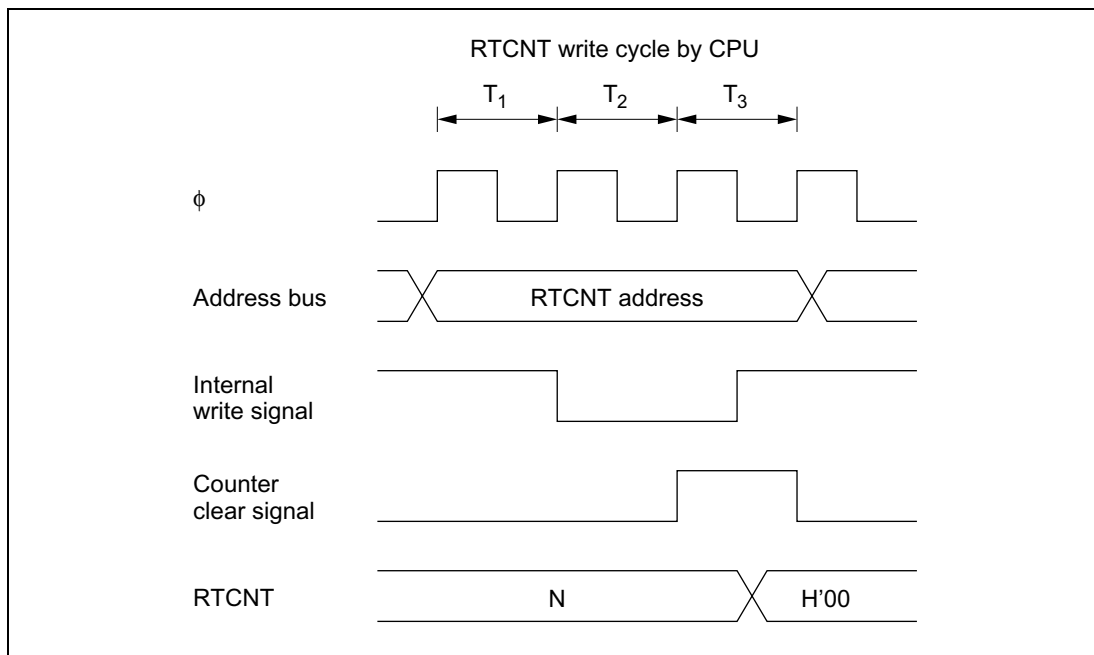 RTCNT write cycle by CPU
T₁ T₂ T₃
ϕ
Address bus RTCNT address
Internal
write signal
Counter
clear signal
RTCNT N H'00